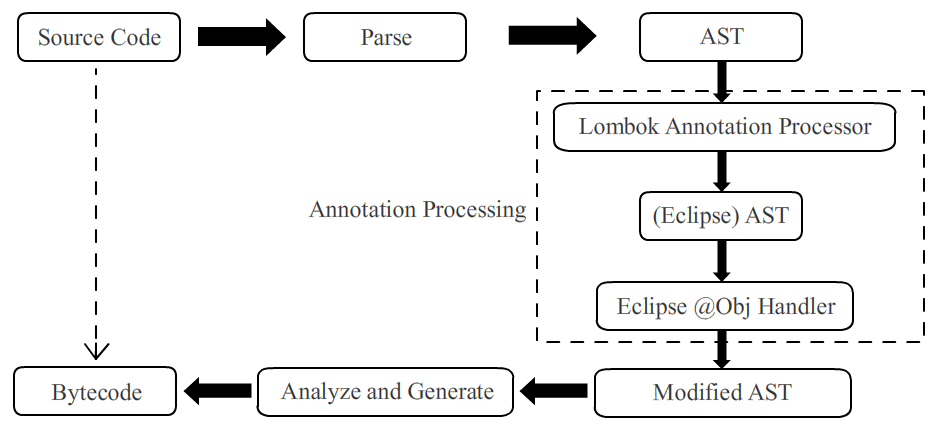 Source Code
Parse
AST
Lombok Annotation Processor
Annotation Processing
(Eclipse) AST
Eclipse @Obj Handler
Bytecode
Analyze and Generate
Modified AST